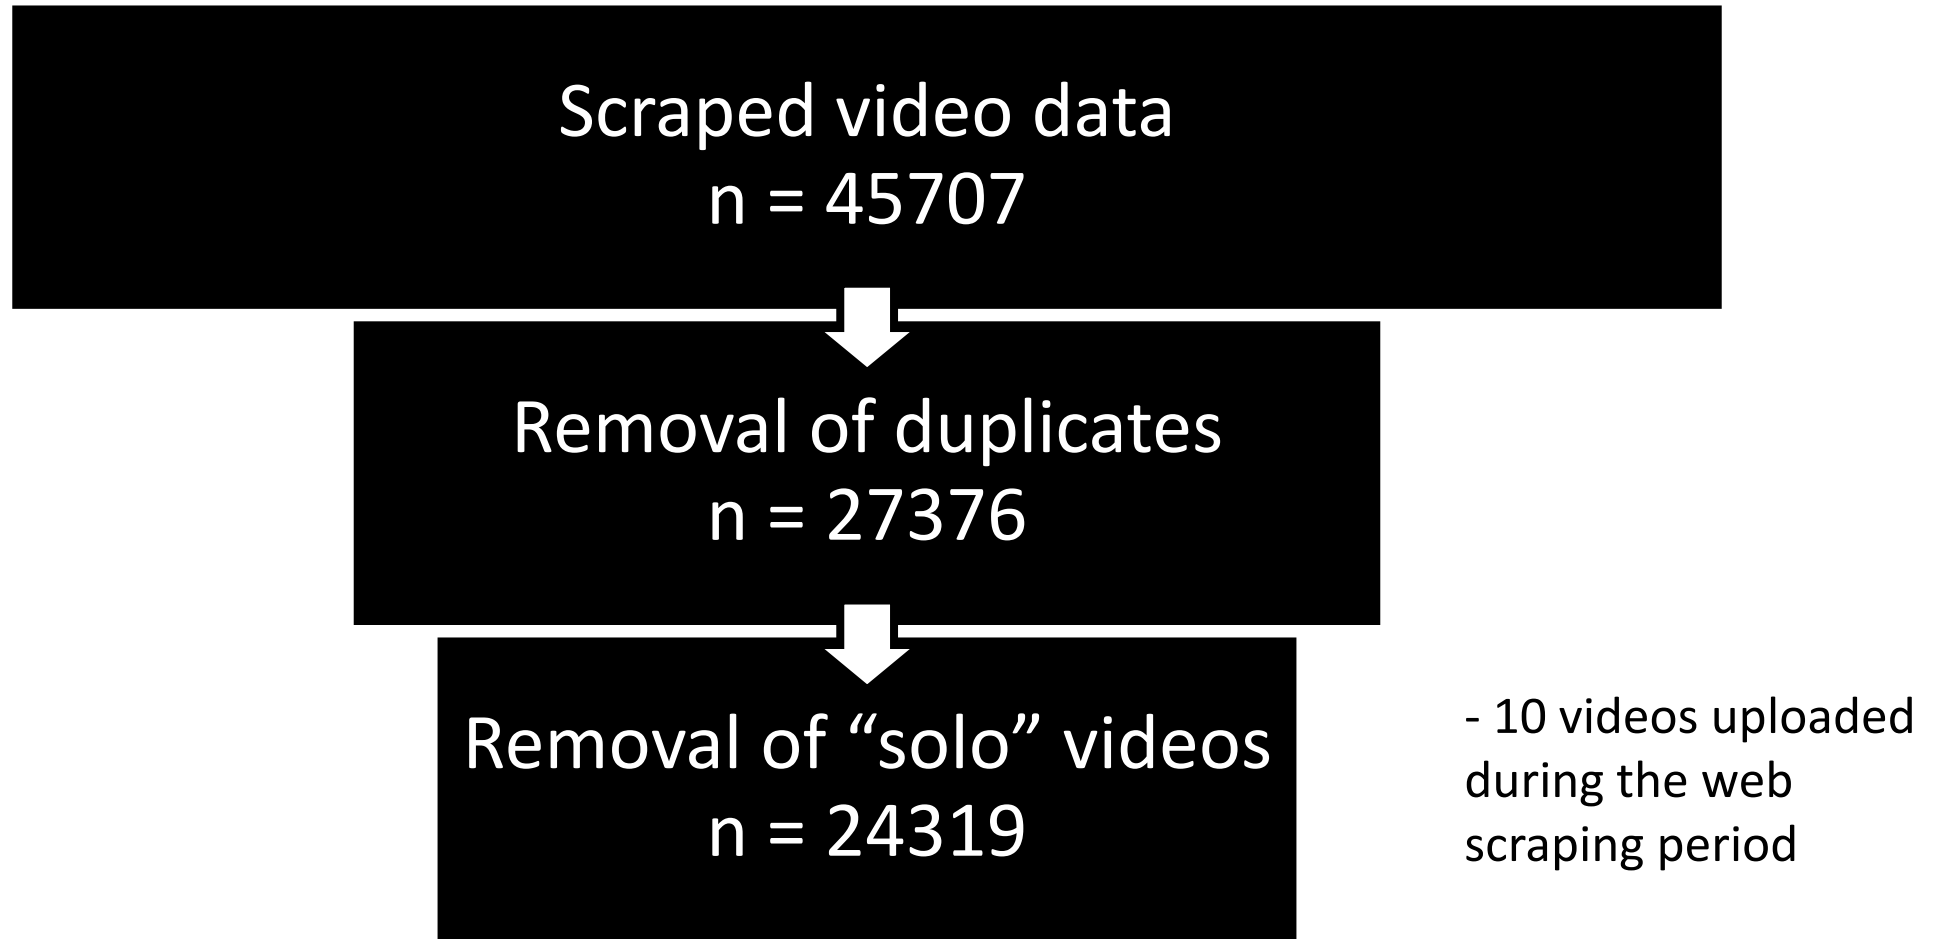 Scraped video data
n = 45707
Removal of duplicates
n = 27376
Removal of “solo” videos
n = 24319
- 10 videos uploaded
during the web
scraping period